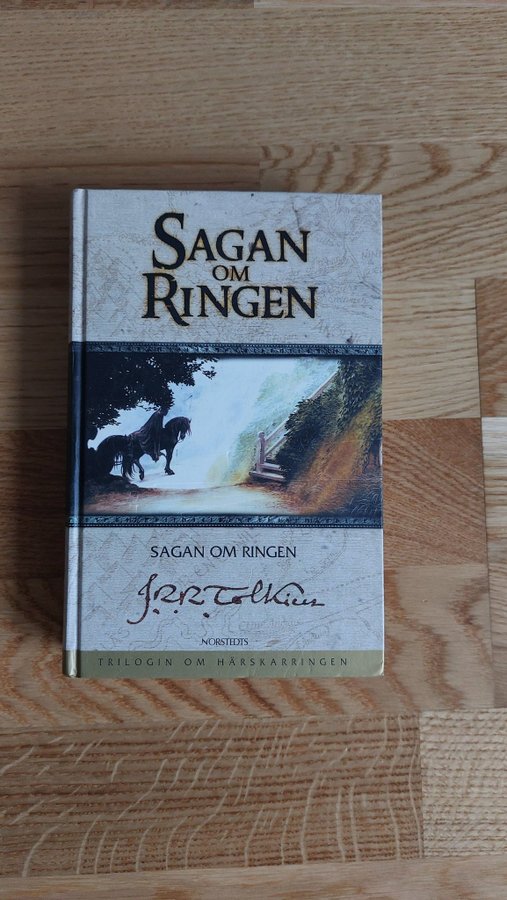 SAGAN
OM
RINGEN
SAGAN OM RINGEN
J.R.R. Tolkien
NORSTEDTS
TRILOGIN OM HÄRSKARRINGEN